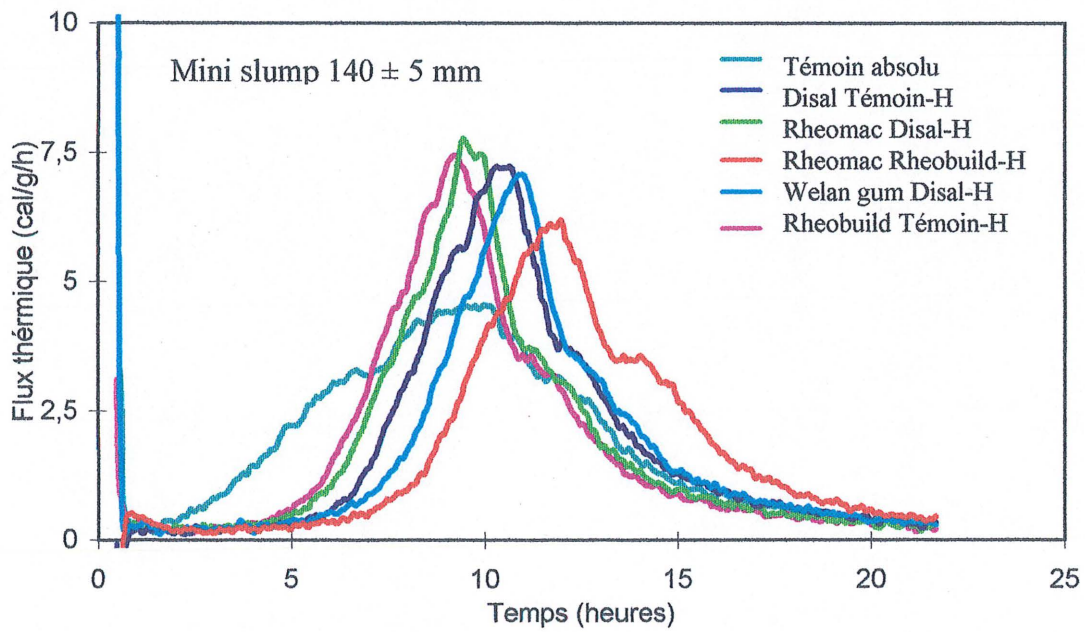 10
Mini slump 140 ± 5 mm
Témoin absolu
Disal Témoin-H
Rheomac Disal-H
Rheomac Rheobuild-H
Welan gum Disal-H
Rheobuild Témoin-H
7,5
5
2,5
0
Flux thérmique (cal/g/h)
0 5 10 15 20 25
Temps (heures)